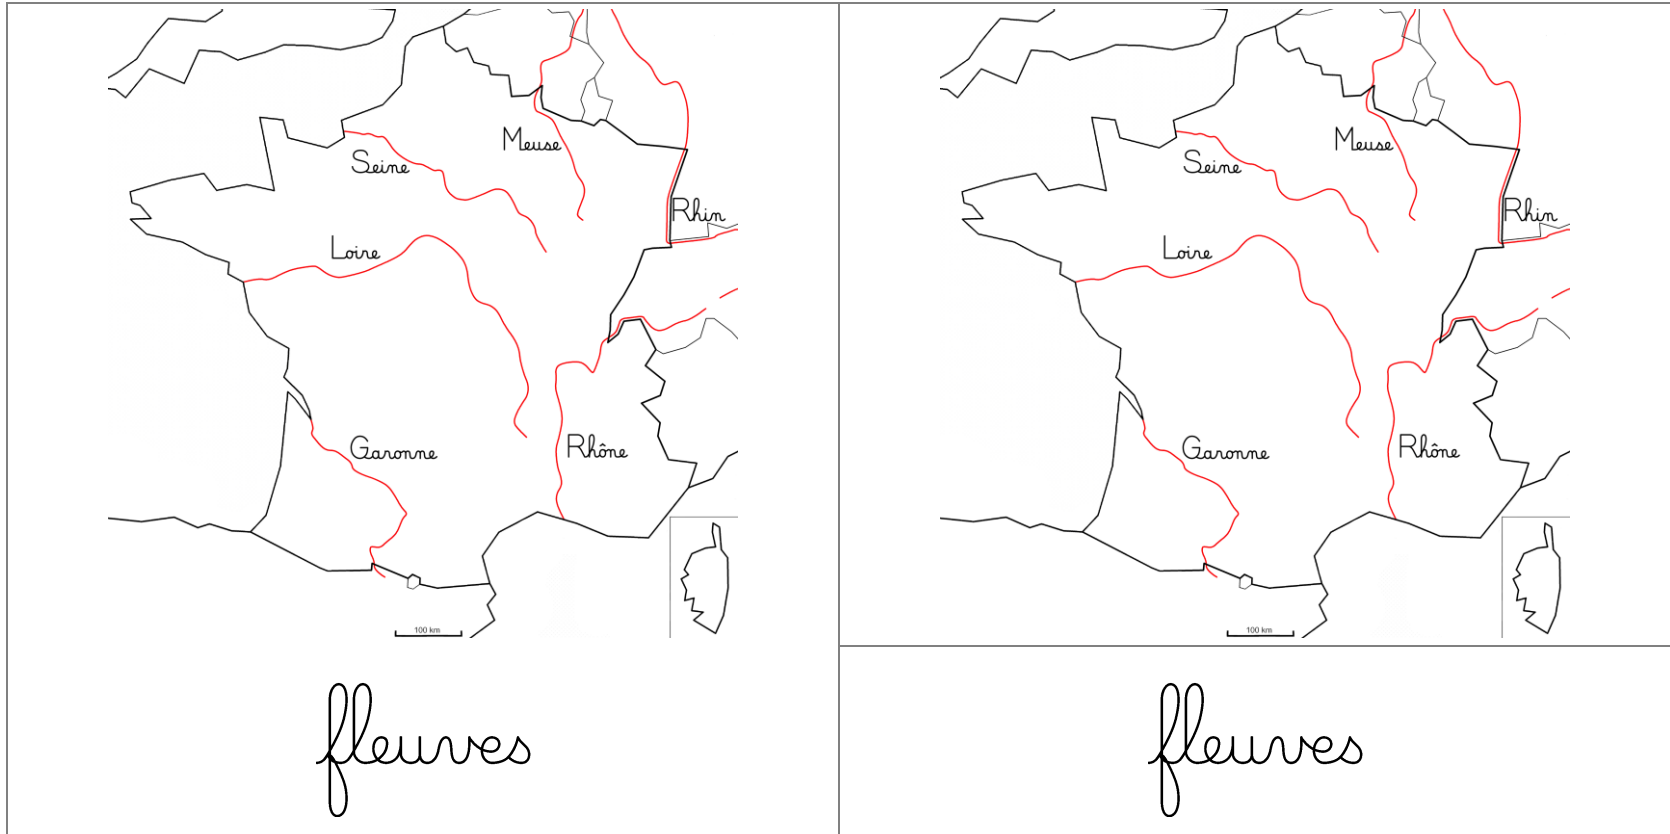 Meuse
Seine
Rhin
Loire
Garonne
Rhône
100 km
fleuves
Meuse
Seine
Rhin
Loire
Garonne
Rhône
100 km
fleuves